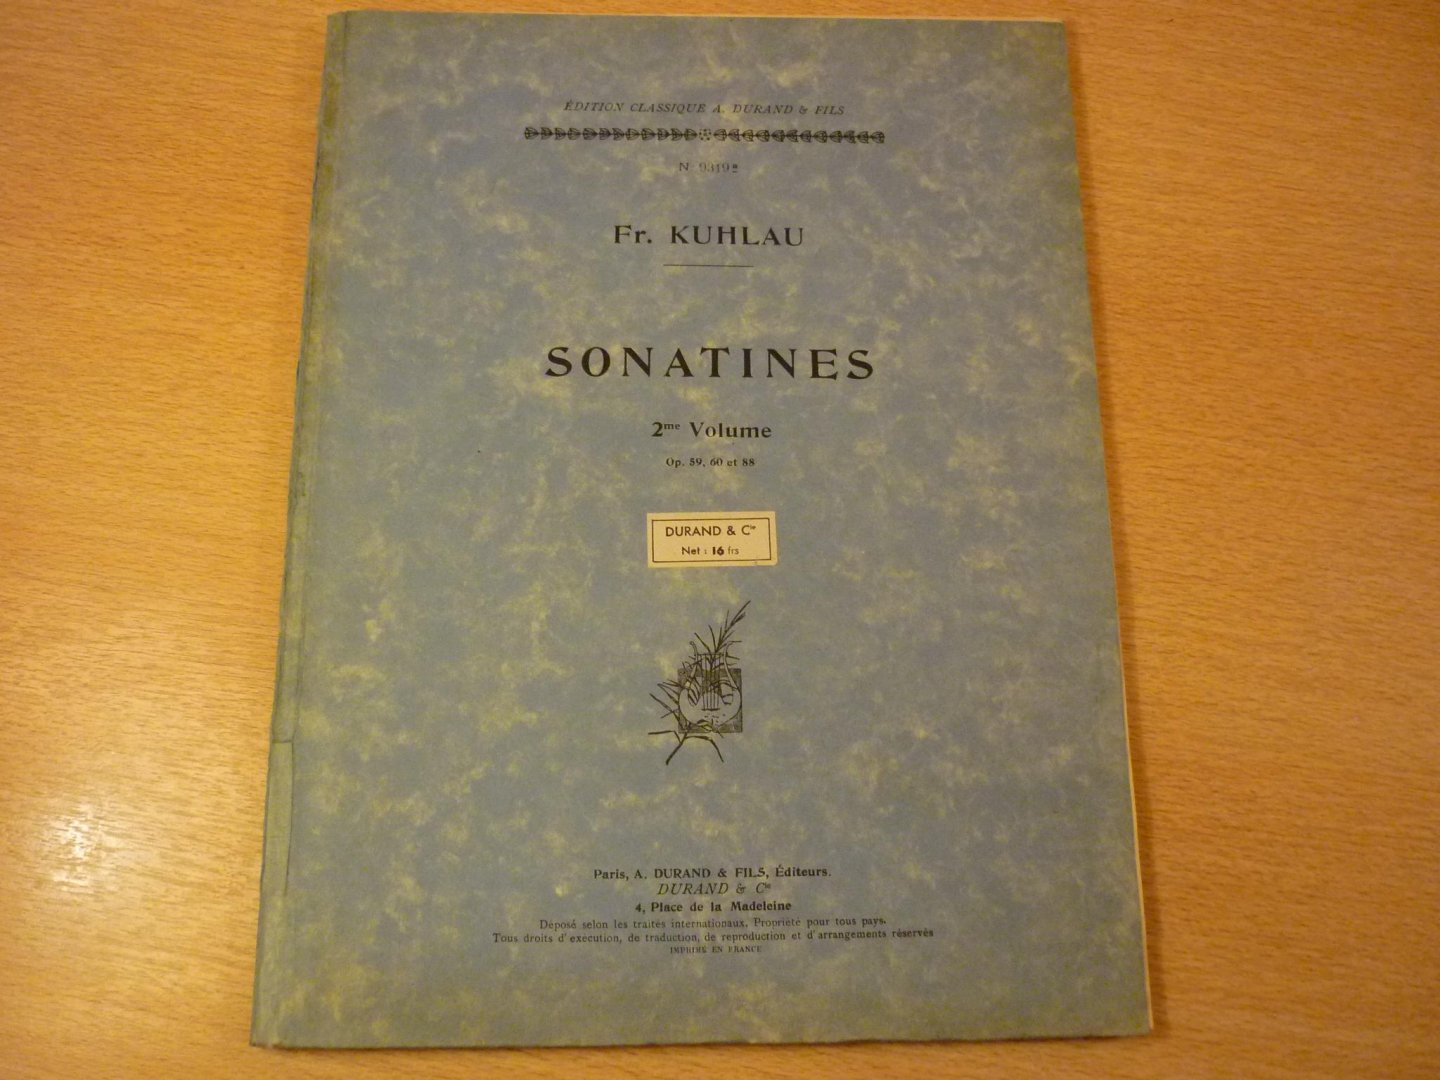 ÉDITION CLASSIQUE A. DURAND & FILS
Fr. KUHLAU
SONATINES
2me Volume
Op. 59, 60 et 88
DURAND & Cie
Net : 16 frs
Paris, A. DURAND & FILS, Éditeurs.
DURAND & Cie
4, Place de la Madeleine
Déposé selon les traités internationaux. Propriété pour tous pays.
Tous droits d'exécution, de traduction, de reproduction et d'arrangements réservés
IMPRIMÉ EN FRANCE